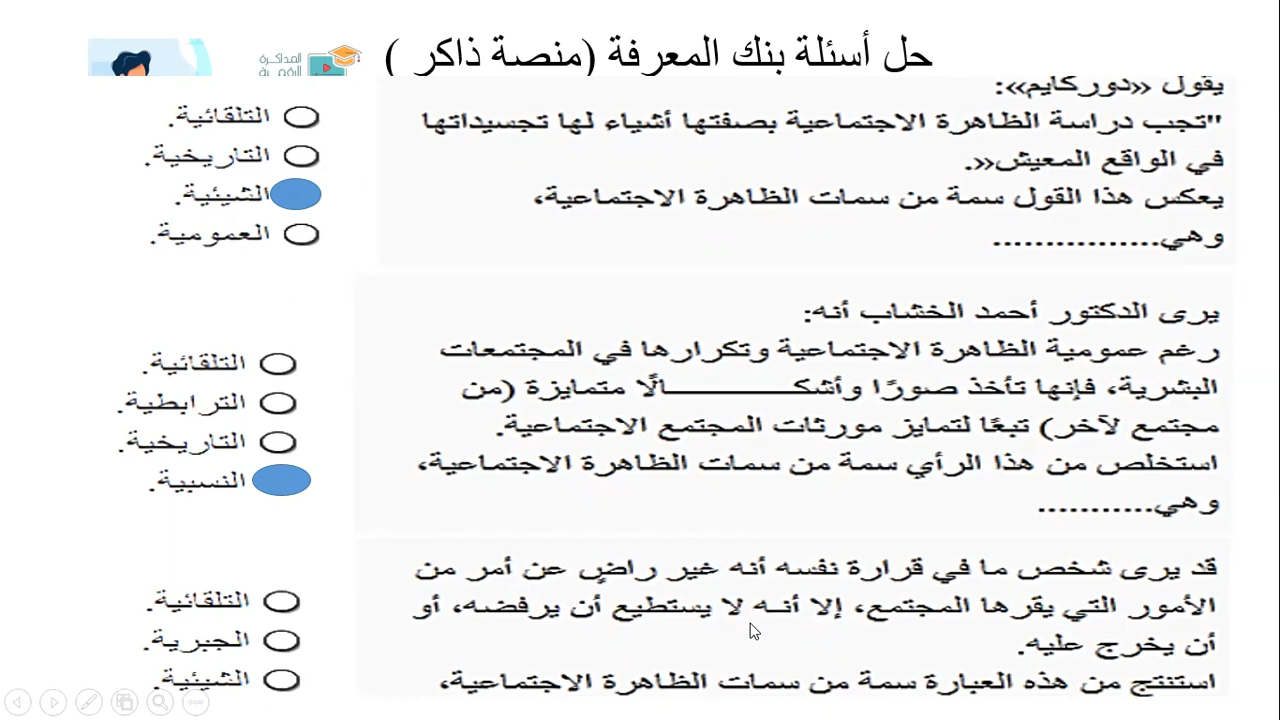 حل أسئلة بنك المعرفة (منصة ذاكر )
المذاكرة
الرقمية
يقول «دوركايم»:
"تجب دراسة الظاهرة الاجتماعية بصفتها أشياء لها تجسيداتها
في الواقع المعيش«.
يعكس هذا القول سمة من سمات الظاهرة الاجتماعية،
وهي................
التلقائية.
التاريخية.
الشيئية.
العمومية.
يرى الدكتور أحمد الخشاب أنه:
رغم عمومية الظاهرة الاجتماعية وتكرارها في المجتمعات
البشرية، فإنها تأخذ صورًا وأشكـــــــــالًا متمايزة (من
مجتمع لآخر) تبعًا لتمايز مورثات المجتمع الاجتماعية.
استخلص من هذا الرأي سمة من سمات الظاهرة الاجتماعية،
وهي...........
التلقائية.
الترابطية.
التاريخية.
النسبية.
قد يرى شخص ما في قرارة نفسه أنه غير راضٍ عن أمر من
الأمور التي يقرها المجتمع، إلا أنـه لا يستطيع أن يرفضه، أو
أن يخرج عليه.
استنتج من هذه العبارة سمة من سمات الظاهرة الاجتماعية،
التلقائية.
الجبرية.
الشيئية.